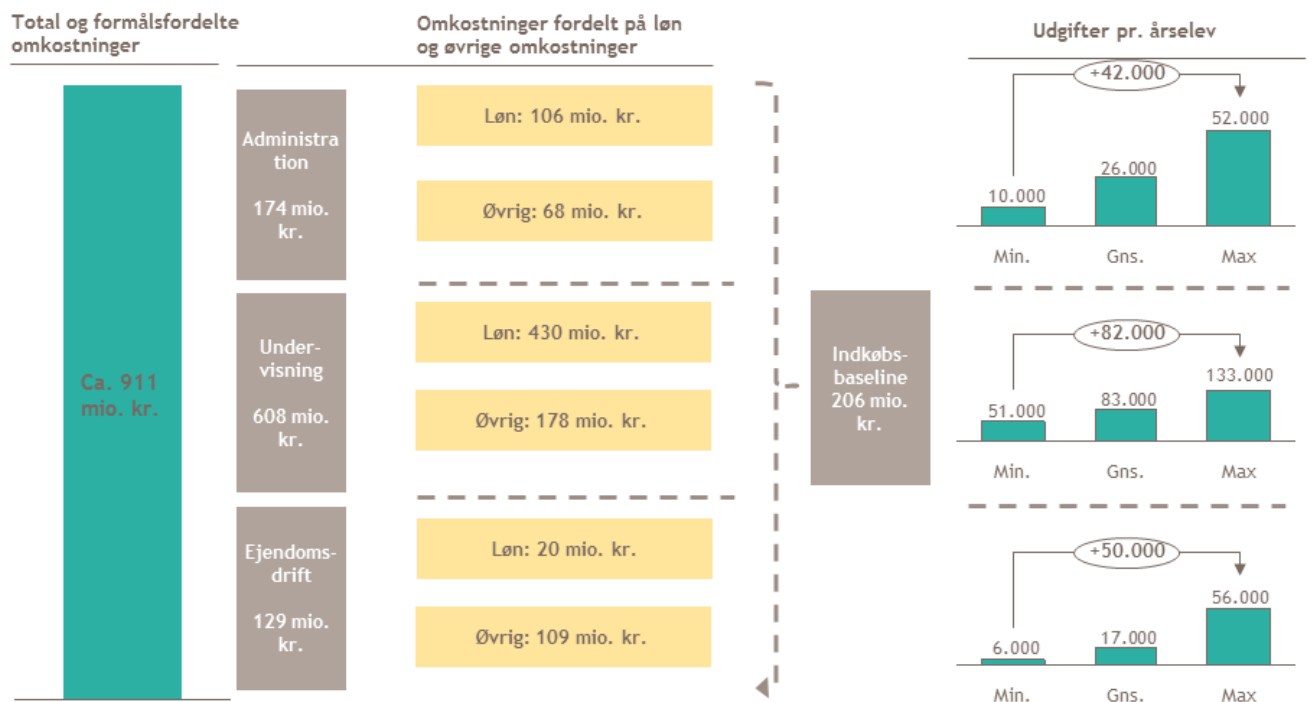 Total og formålsfordelte
omkostninger
Omkostninger fordelt på løn
og øvrige omkostninger
Udgifter pr. årselev
Ca. 911
mio. kr.
Administra
tion
174 mio.
kr.
Løn: 106 mio. kr.
Øvrig: 68 mio. kr.
Under-
visning
608 mio.
kr.
Løn: 430 mio. kr.
Øvrig: 178 mio. kr.
Ejendoms-
drift
129 mio.
kr.
Løn: 20 mio. kr.
Øvrig: 109 mio. kr.
Indkøbs-
baseline
206 mio.
kr.
+42.000
10.000
26.000
52.000
Min.
Gns.
Max
+82.000
51.000
83.000
133.000
Min.
Gns.
Max
+50.000
6.000
17.000
56.000
Min.
Gns.
Max